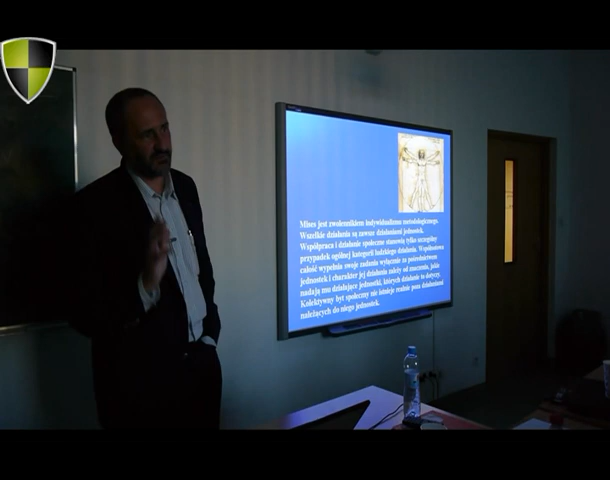 Mises jest zwolennikiem indywidualizmu metodologicznego.
Wszelkie działania są zawsze działaniami jednostek.
Współpraca i działanie społeczne stanowią tylko szczególny
przypadek ogólnej kategorii ludzkiego działania. Wspólnotowa
całość wypełnia swoje zadania wyłącznie za pośrednictwem
jednostek i charakter jej działania zależy od znaczenia, jakie
nadają mu działające jednostki, których działanie to dotyczy.
Kolektywny byt społeczny nie istnieje realnie poza działaniami
należących do niego jednostek.